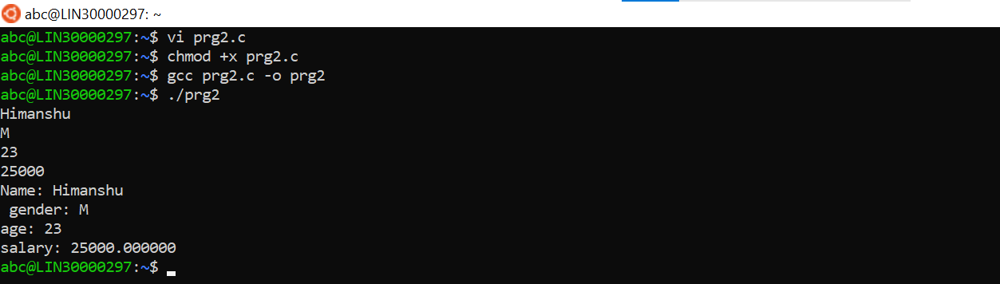 abc@LIN30000297: ~
abc@LIN30000297:~$ vi prg2.c
abc@LIN30000297:~$ chmod +x prg2.c
abc@LIN30000297:~$ gcc prg2.c -o prg2
abc@LIN30000297:~$ ./prg2
Himanshu
M
23
25000
Name: Himanshu
 gender: M
age: 23
salary: 25000.000000
abc@LIN30000297:~$